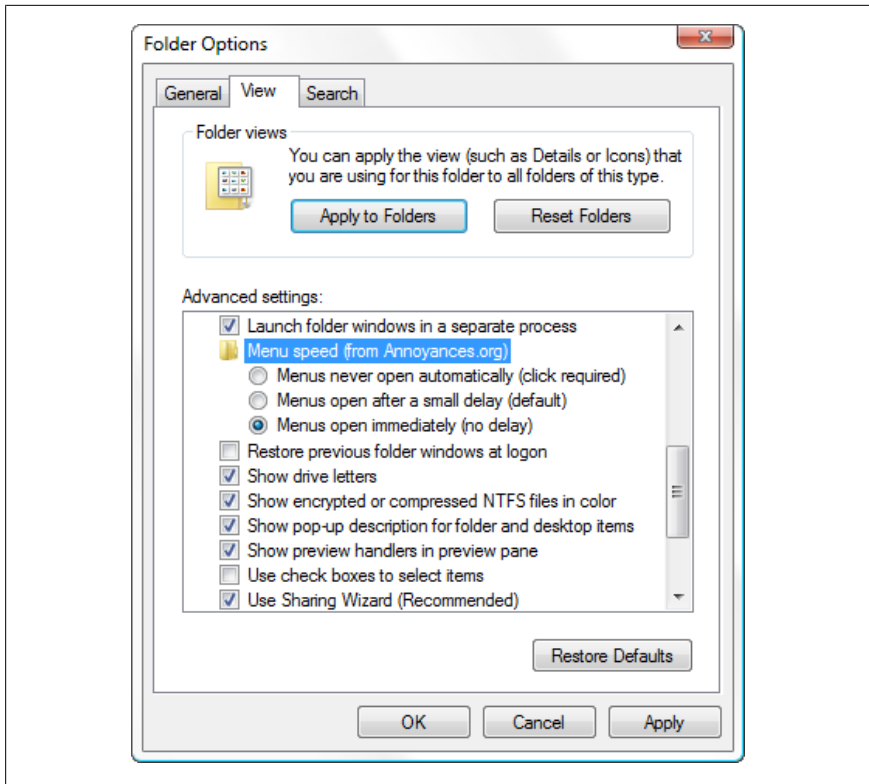 Folder Options
General
View
Search
Folder views
You can apply the view (such as Details or Icons) that
you are using for this folder to all folders of this type.
Apply to Folders
Reset Folders
Advanced settings:
Launch folder windows in a separate process
Menu speed (from Annoyances.org)
Menus never open automatically (click required)
Menus open after a small delay (default)
Menus open immediately (no delay)
Restore previous folder windows at logon
Show drive letters
Show encrypted or compressed NTFS files in color
Show pop-up description for folder and desktop items
Show preview handlers in preview pane
Use check boxes to select items
Use Sharing Wizard (Recommended)
Restore Defaults
OK
Cancel
Apply